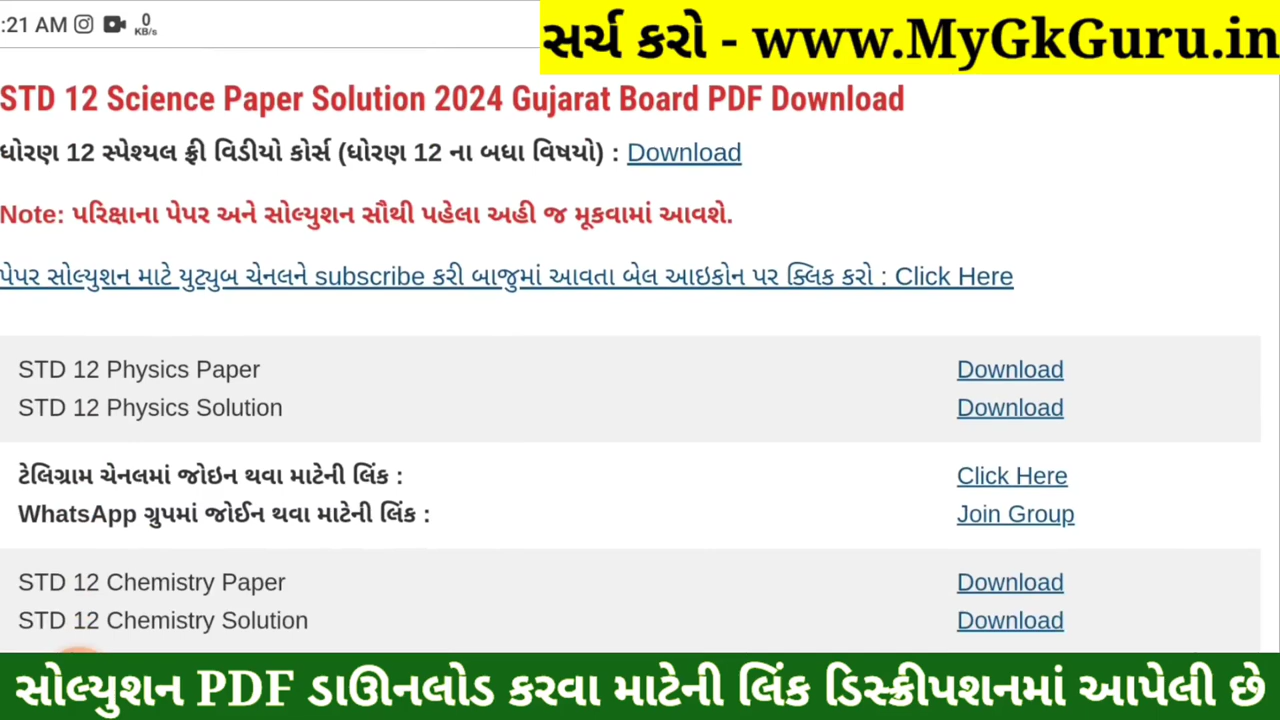 :21 AM 0 KB/s
સર્ચ કરો - www.MyGkGuru.in
STD 12 Science Paper Solution 2024 Gujarat Board PDF Download
ધોરણ 12 સ્પેશ્યલ ફ્રી વિડીયો કોર્સ (ધોરણ 12 ના બધા વિષયો) : Download
Note: પરિક્ષાના પેપર અને સોલ્યુશન સૌથી પહેલા અહી જ મૂકવામાં આવશે.
પેપર સોલ્યુશન માટે યુટ્યુબ ચેનલને subscribe કરી બાજુમાં આવતા બેલ આઇકોન પર ક્લિક કરો : Click Here
STD 12 Physics Paper Download
STD 12 Physics Solution Download
ટેલિગ્રામ ચેનલમાં જોઇન થવા માટેની લિંક : Click Here
WhatsApp ગ્રુપમાં જોઈન થવા માટેની લિંક : Join Group
STD 12 Chemistry Paper Download
STD 12 Chemistry Solution Download
સોલ્યુશન PDF ડાઊનલોડ કરવા માટેની લિંક ડિસ્ક્રીપશનમાં આપેલી છે